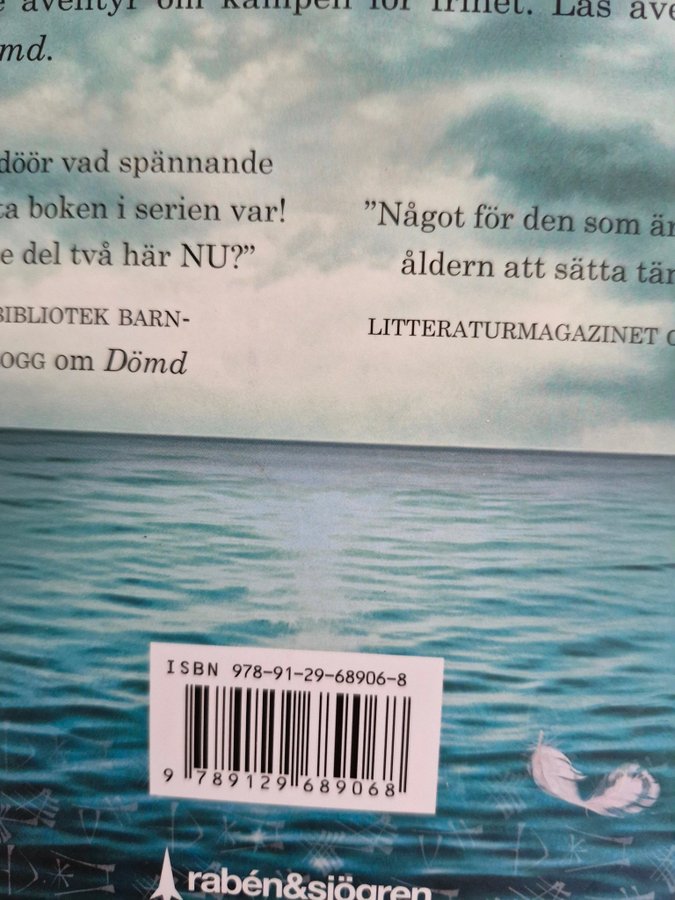 äventyr om kampen för frihet. Läs även
md.
döör vad spännande
ta boken i serien var!
e del två här NU?”
BIBLIOTEK BARN-
OGG om Dömd
”Något för den som är
åldern att sätta tän
LITTERATURMAGAZINET
ISBN 978-91-29-68906-8
9 789129 689068
rabén&sjögren